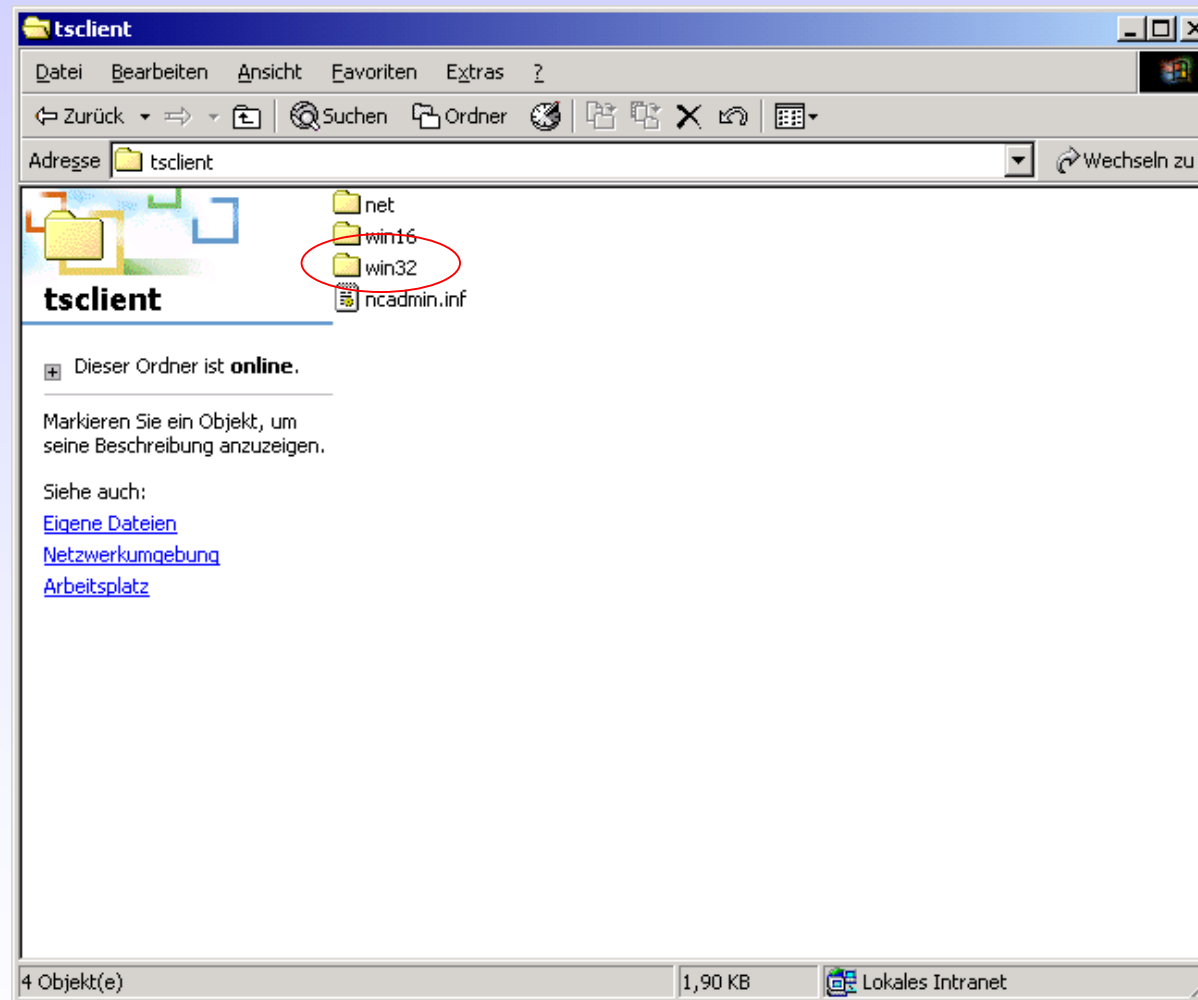 tsclient
Datei Bearbeiten Ansicht Favoriten Extras ?
Zurück Suchen Ordner
Adresse tsclient Wechseln zu
net
win16
win32
ncadmin.inf
tsclient
Dieser Ordner ist online.
Markieren Sie ein Objekt, um
seine Beschreibung anzuzeigen.
Siehe auch:
Eigene Dateien
Netzwerkumgebung
Arbeitsplatz
4 Objekt(e) 1,90 KB Lokales Intranet